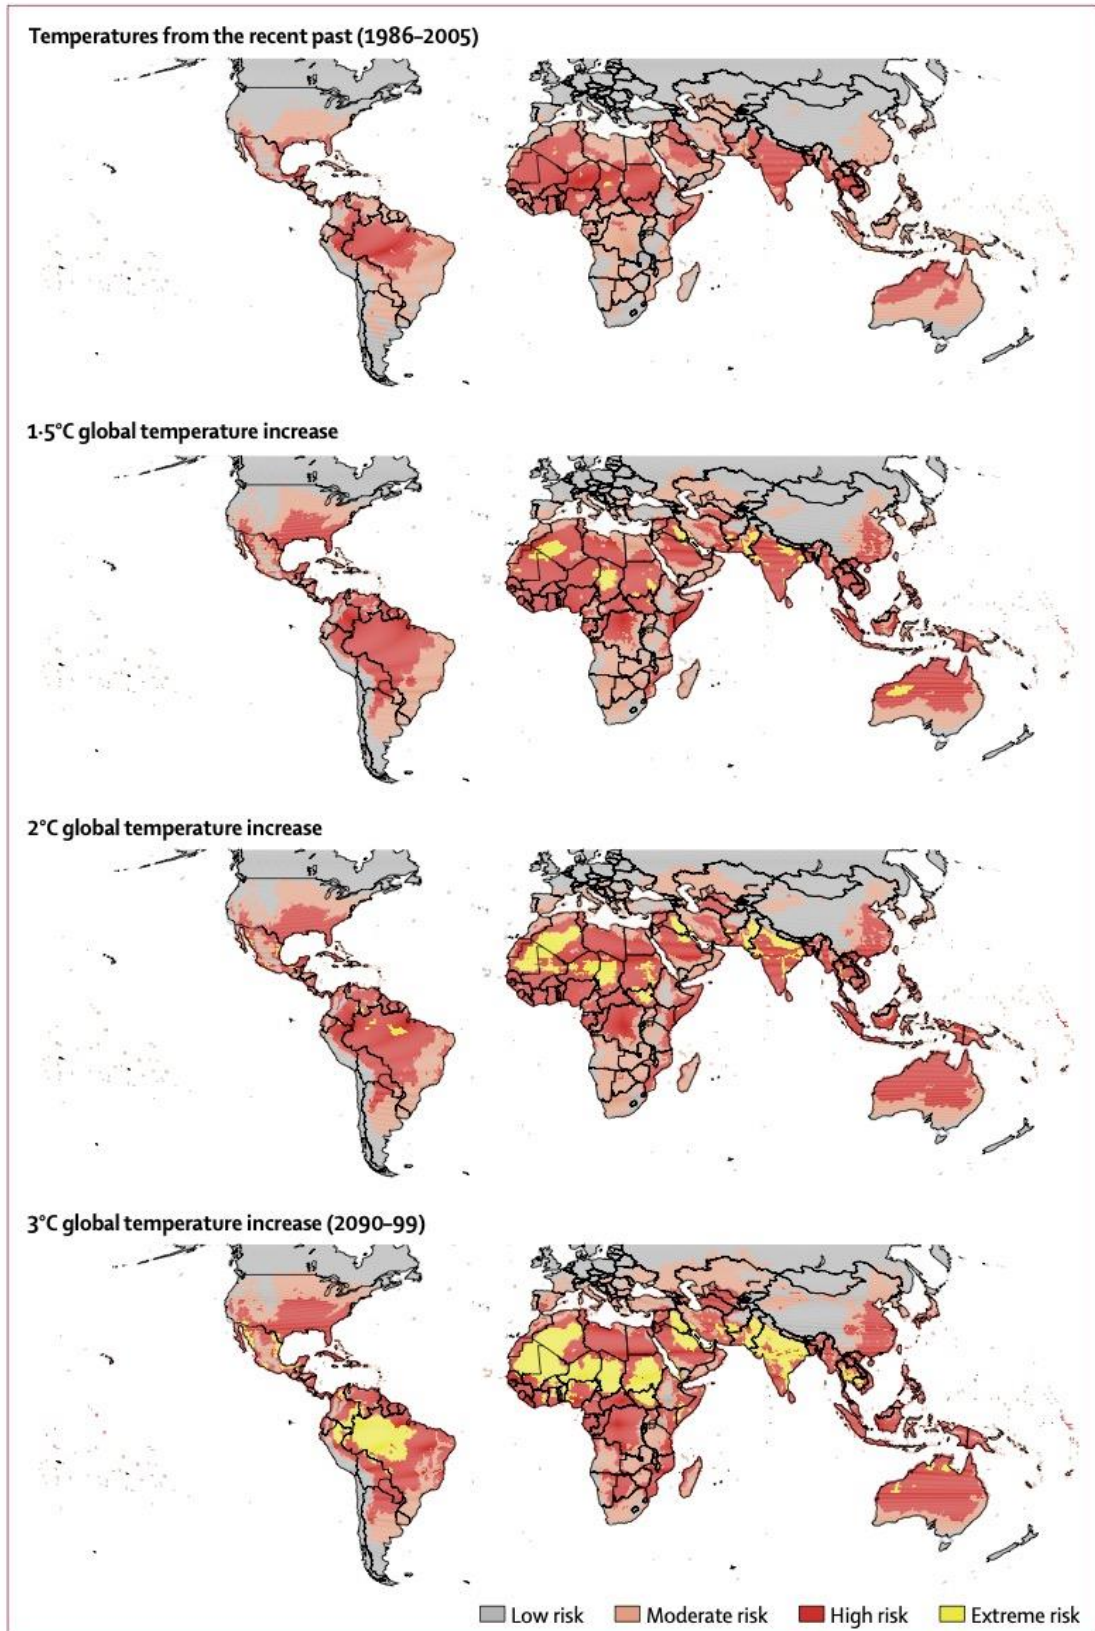 Temperatures from the recent past (1986–2005)
1·5°C global temperature increase
2°C global temperature increase
3°C global temperature increase (2090–99)
Low risk
Moderate risk
High risk
Extreme risk